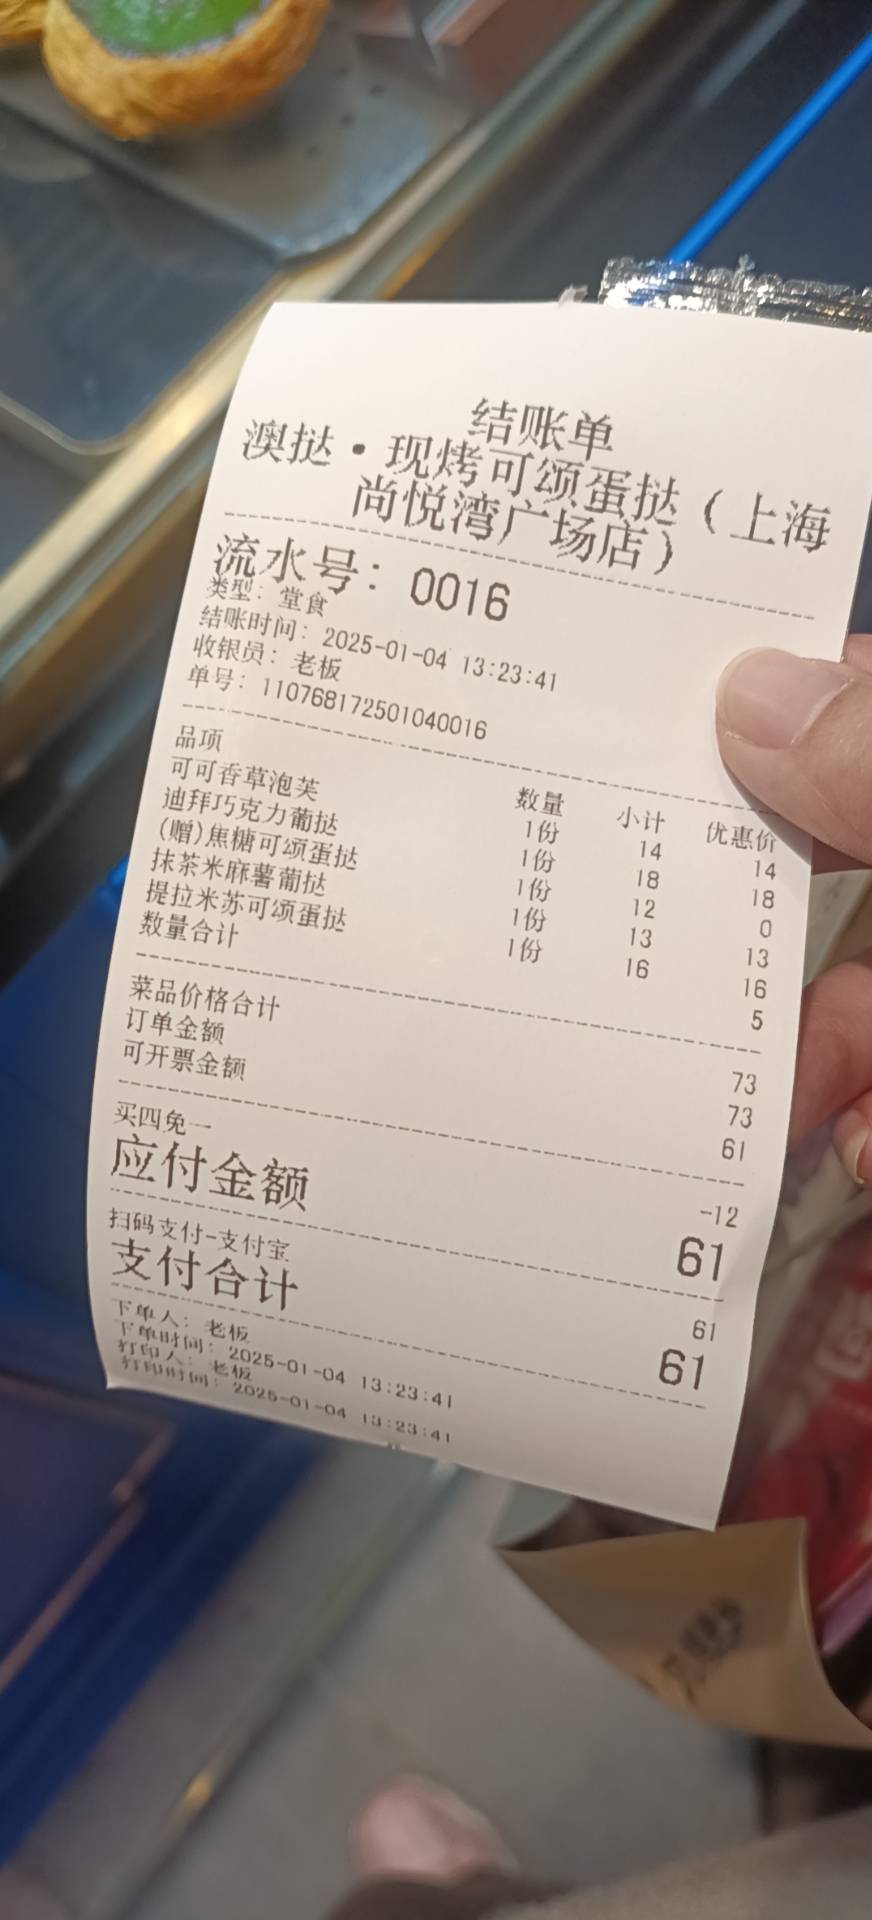 结账单
澳挞·现烤可颂蛋挞（上海
尚悦湾广场店）
流水号：0016
类型：堂食
结账时间：2025-01-04 13:23:41
收银员：老板
单号：110768172501040016
品项 数量 小计 优惠价
可可香草泡芙 1份 14 14
迪拜巧克力葡挞 1份 18 18
(赠)焦糖可颂蛋挞 1份 12 0
抹茶米麻薯葡挞 1份 13 13
提拉米苏可颂蛋挞 1份 16 16
数量合计 5
菜品价格合计 73
订单金额 73
可开票金额 61
买四免一 -12
应付金额 61
扫码支付-支付宝 61
支付合计 61
下单人：老板
下单时间：2025-01-04 13:23:41
打印人：老板
打印时间：2025-01-04 13:23:41